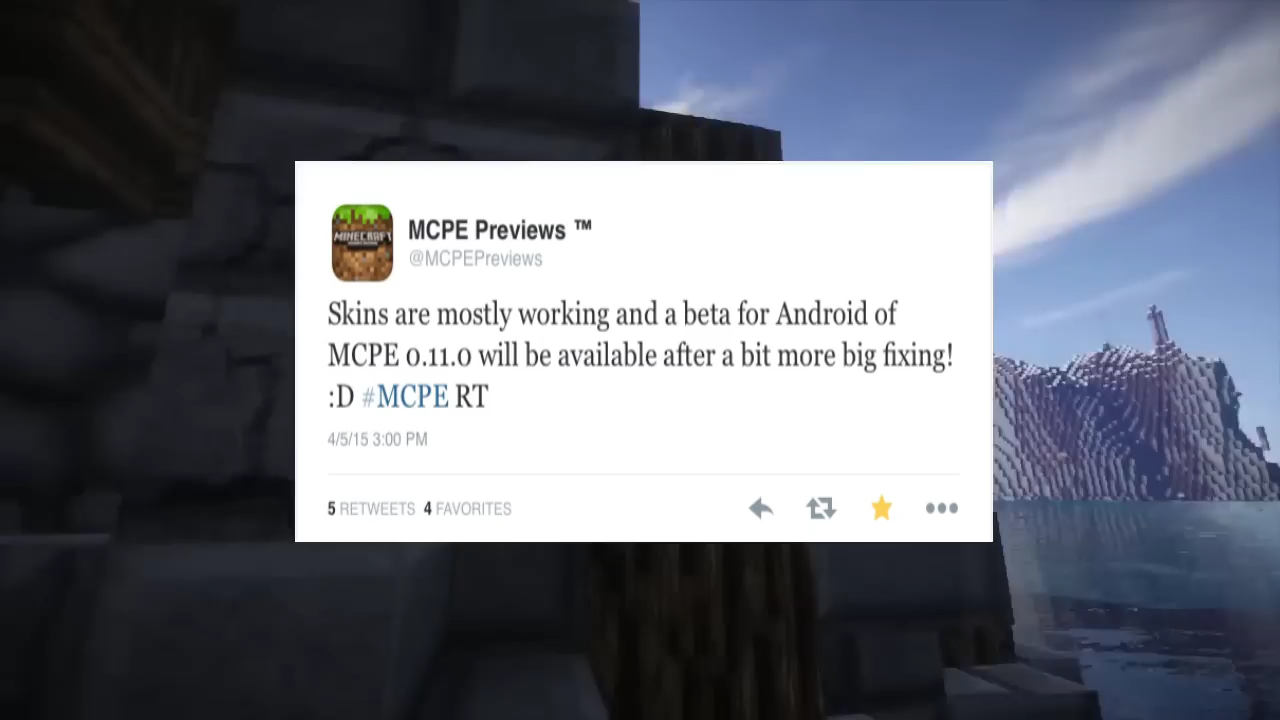 MINECRAFT
MCPE Previews ™
@MCPEPreviews
Skins are mostly working and a beta for Android of
MCPE 0.11.0 will be available after a bit more big fixing!
:D #MCPE RT
4/5/15 3:00 PM
5 RETWEETS 4 FAVORITES